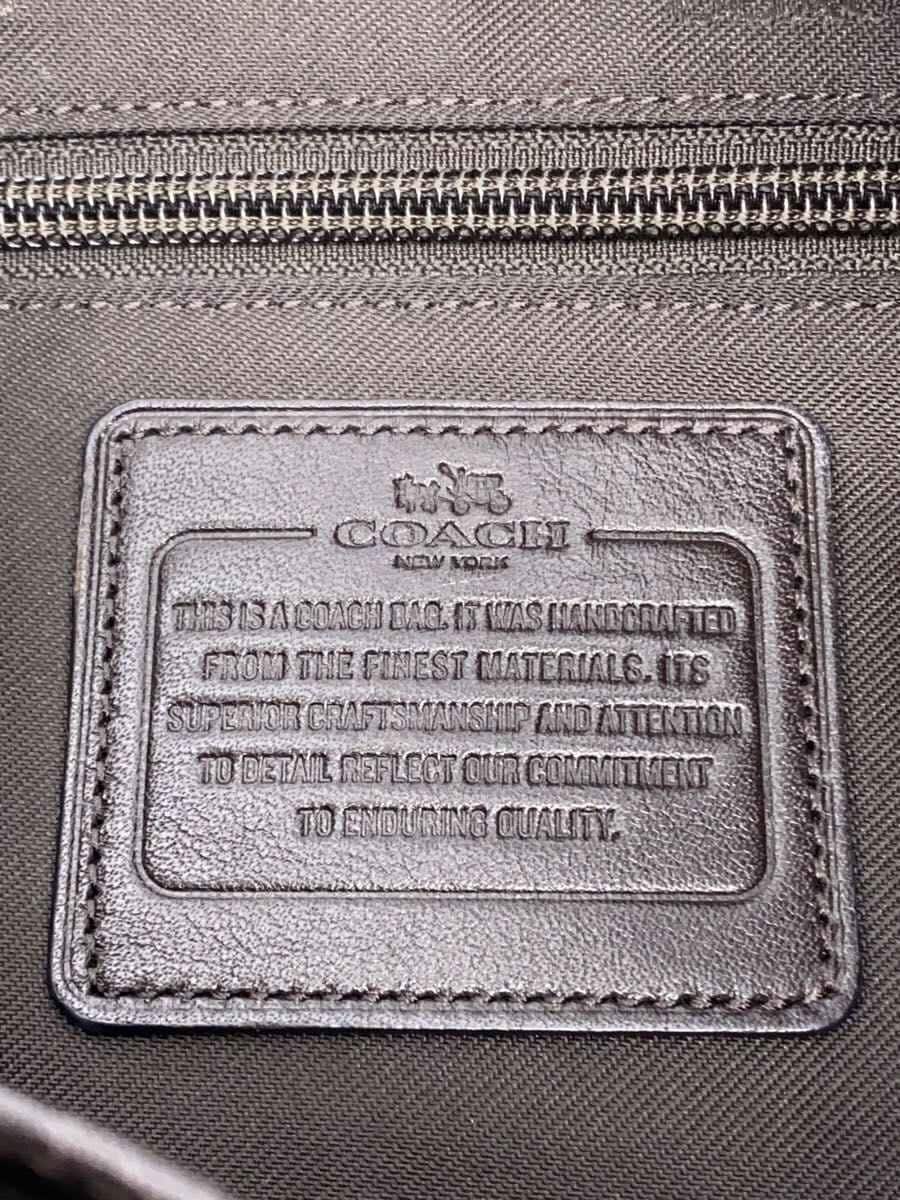 COACH
NEW YORK
THIS IS A COACH BAG. IT WAS HANDCRAFTED
FROM THE FINEST MATERIALS. ITS
SUPERIOR CRAFTSMANSHIP AND ATTENTION
TO DETAIL REFLECT OUR COMMITMENT
TO ENDURING QUALITY.